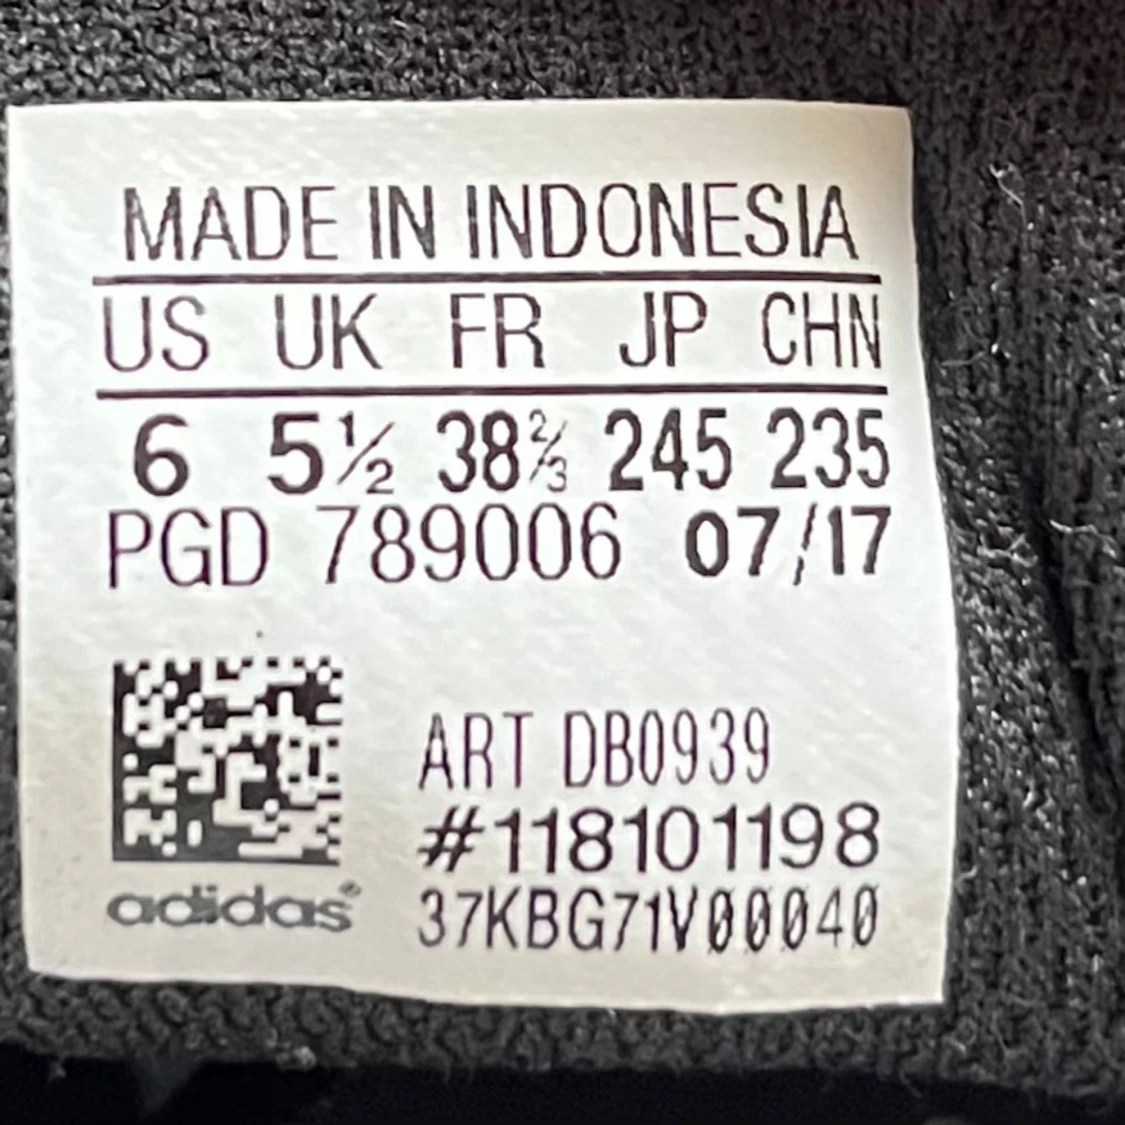 MADE IN INDONESIA
US UK FR JP CHN
6 5½ 38⅔ 245 235
PGD 789006 07/17
ART DB0939
#118101198
adidas®
37KBG71V00040